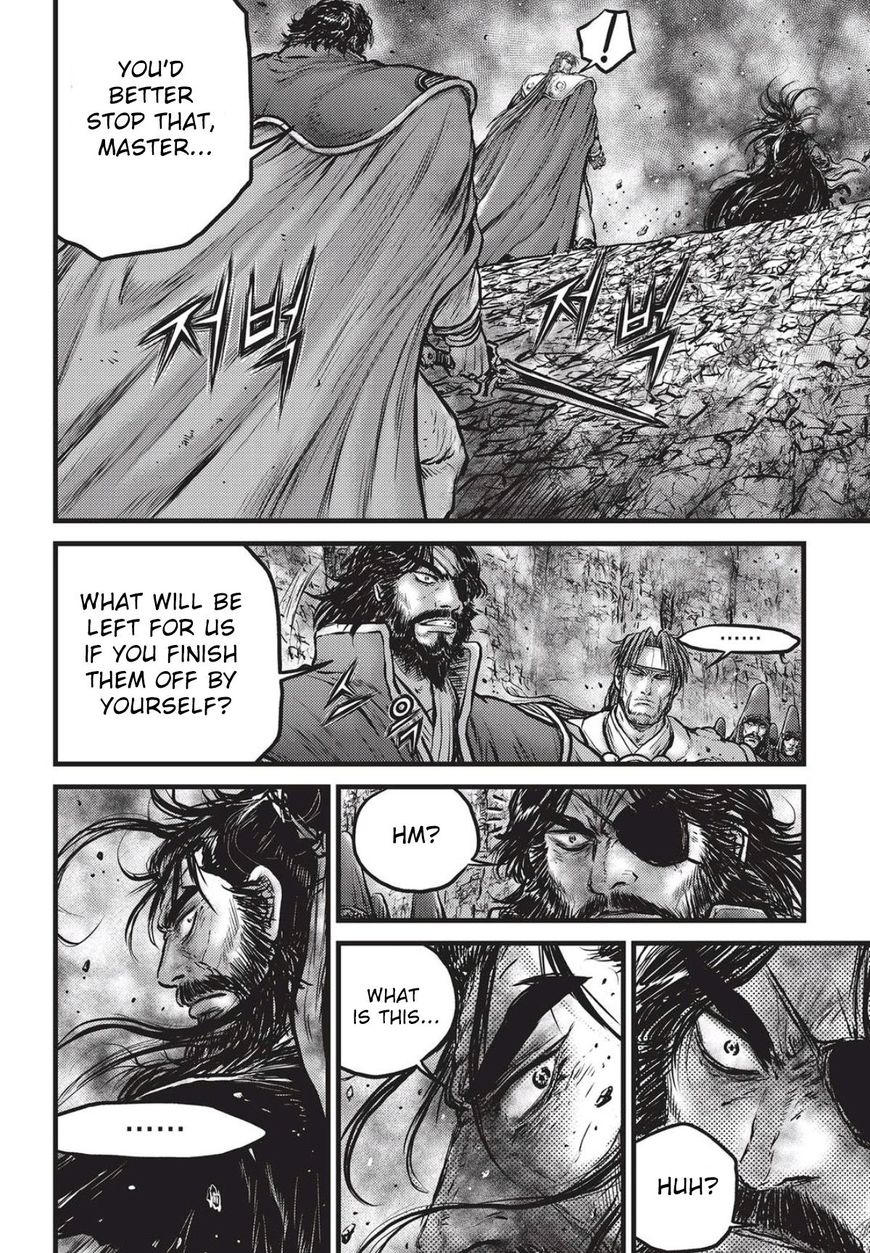 YOU'D
BETTER
STOP THAT,
MASTER...
!
저벅
저벅
WHAT WILL BE
LEFT FOR US
IF YOU FINISH
THEM OFF BY
YOURSELF?
......
HM?
......
WHAT
IS THIS...
HUH?